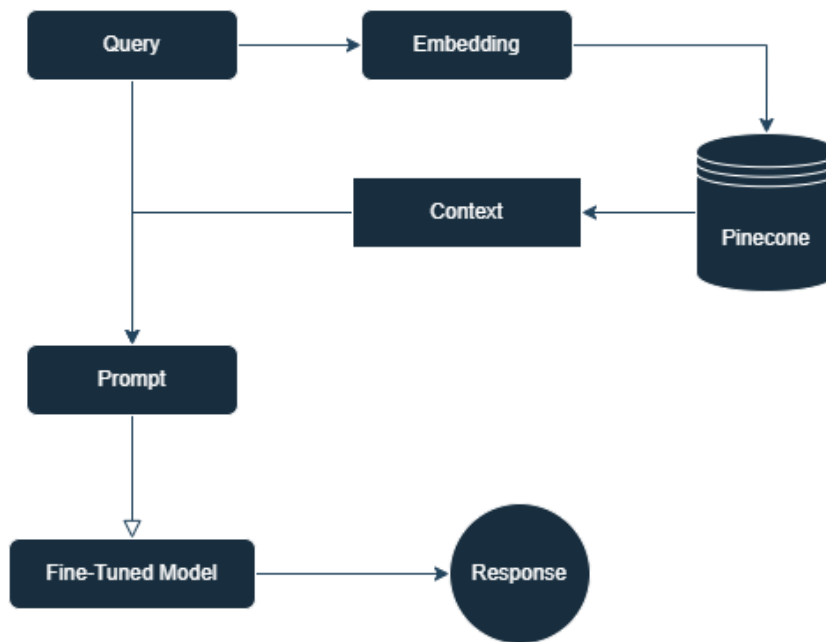 Query
Embedding
Pinecone
Context
Prompt
Fine-Tuned Model
Response